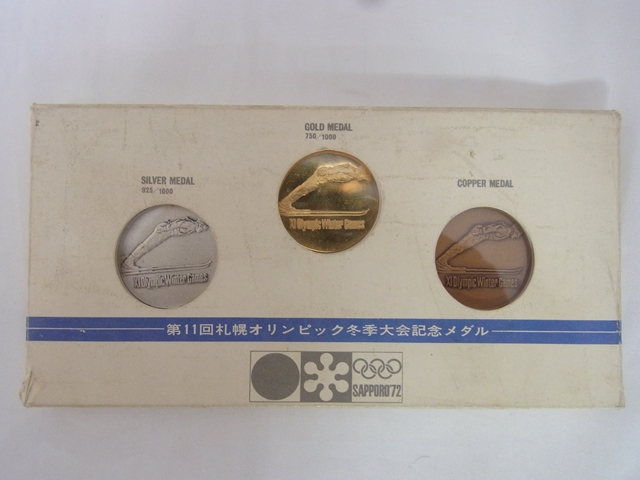 GOLD MEDAL
750/1000
SILVER MEDAL
925/1000
COPPER MEDAL
XI Olympic Winter Games
XI Olympic Winter Games
XI Olympic Winter Games
第11回札幌オリンピック冬季大会記念メダル
SAPPORO'72